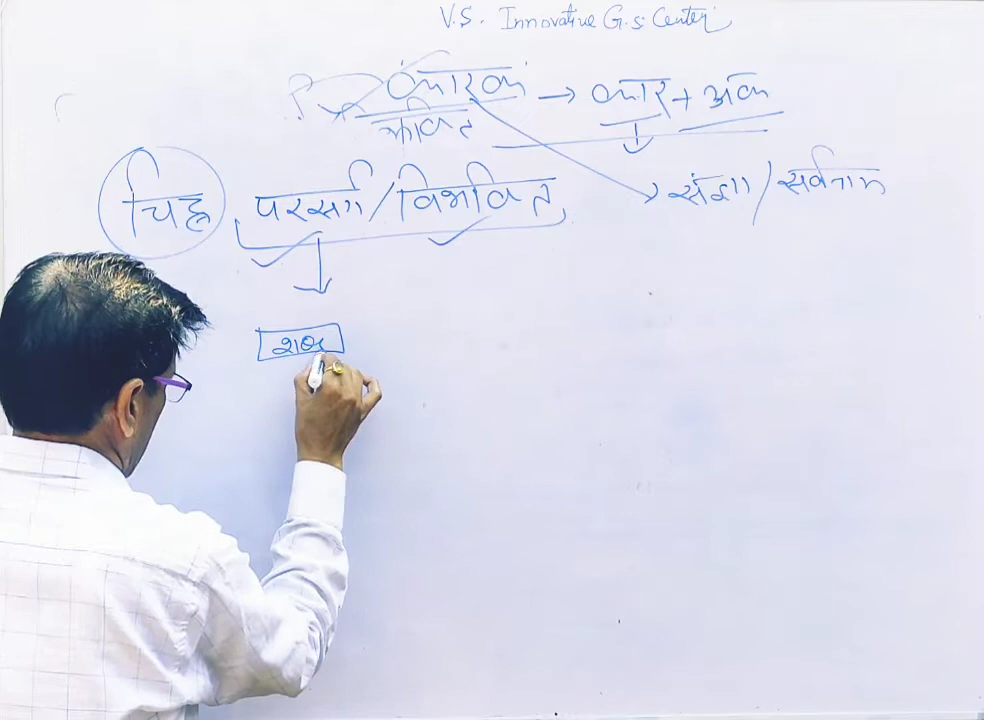 V.S. Innovative G.S. Center
कारक → कार + अक
चिह्न परसर्ग / विभक्ति संज्ञा / सर्वनाम
शब्द